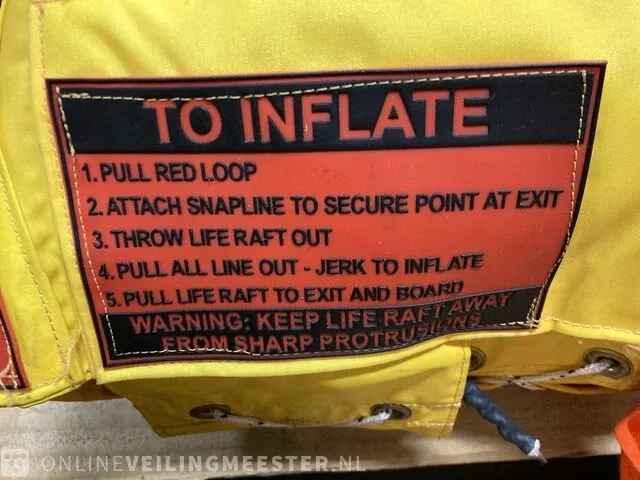 TO INFLATE
1. PULL RED LOOP
2. ATTACH SNAPLINE TO SECURE POINT AT EXIT
3. THROW LIFE RAFT OUT
4. PULL ALL LINE OUT - JERK TO INFLATE
5. PULL LIFE RAFT TO EXIT AND BOARD
WARNING: KEEP LIFE RAFT AWAY
FROM SHARP PROTRUSIONS
ONLINEVEILINGMEESTER.NL